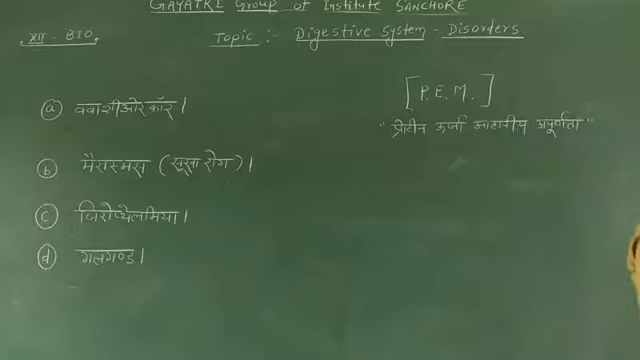 GAYATRI Group of Institute SANCHORE
XII - BIO.
Topic :- Digestive system - Disorders
[P.E.M.]
"प्रोटीन ऊर्जा आहारीय अपूर्णता"
(a) क्वाशीओरकॉर।
(b) मैरास्मस (सूखा रोग)।
(c) जिरोप्थेलमिया।
(d) गलगण्ड।